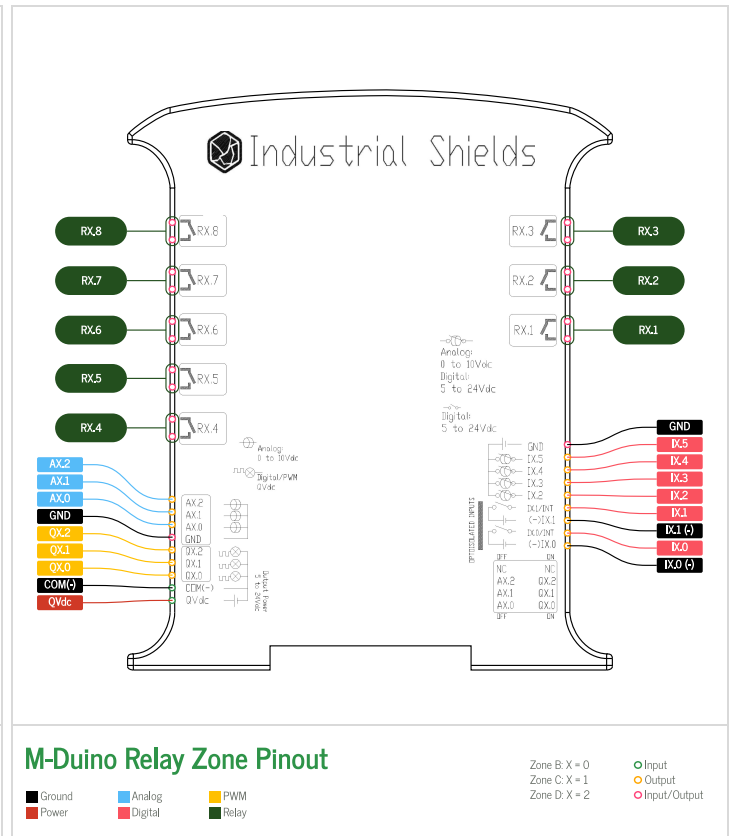 Industrial Shields
RX.8
RX.8
RX.7
RX.7
RX.6
RX.6
RX.5
RX.5
RX.4
RX.4
RX.3
RX.3
RX.2
RX.2
RX.1
RX.1
Analog:
0 to 10Vdc
Digital:
5 to 24Vdc
Digital:
5 to 24Vdc
Analog:
0 to 10Vdc
Digital/PWM
QVdc
AX.2
AX.1
AX.0
GND
QX.2
QX.1
QX.0
COM(-)
QVdc
AX.2
AX.1
AX.0
GND
QX.2
QX.1
QX.0
COM(-)
QVdc
Output Power
5 to 24Vdc
OPTOISOLATED INPUTS
GND
IX.5
IX.4
IX.3
IX.2
IX.1/INT
(-)IX.1
IX.0/INT
(-)IX.0
GND
IX.5
IX.4
IX.3
IX.2
IX.1
IX.1 (-)
IX.0
IX.0 (-)
OFF ON
NC NC
AX.2 QX.2
AX.1 QX.1
AX.0 QX.0
OFF ON
M-Duino Relay Zone Pinout
Ground Analog PWM
Power Digital Relay
Zone B: X = 0
Zone C: X = 1
Zone D: X = 2
Input
Output
Input/Output